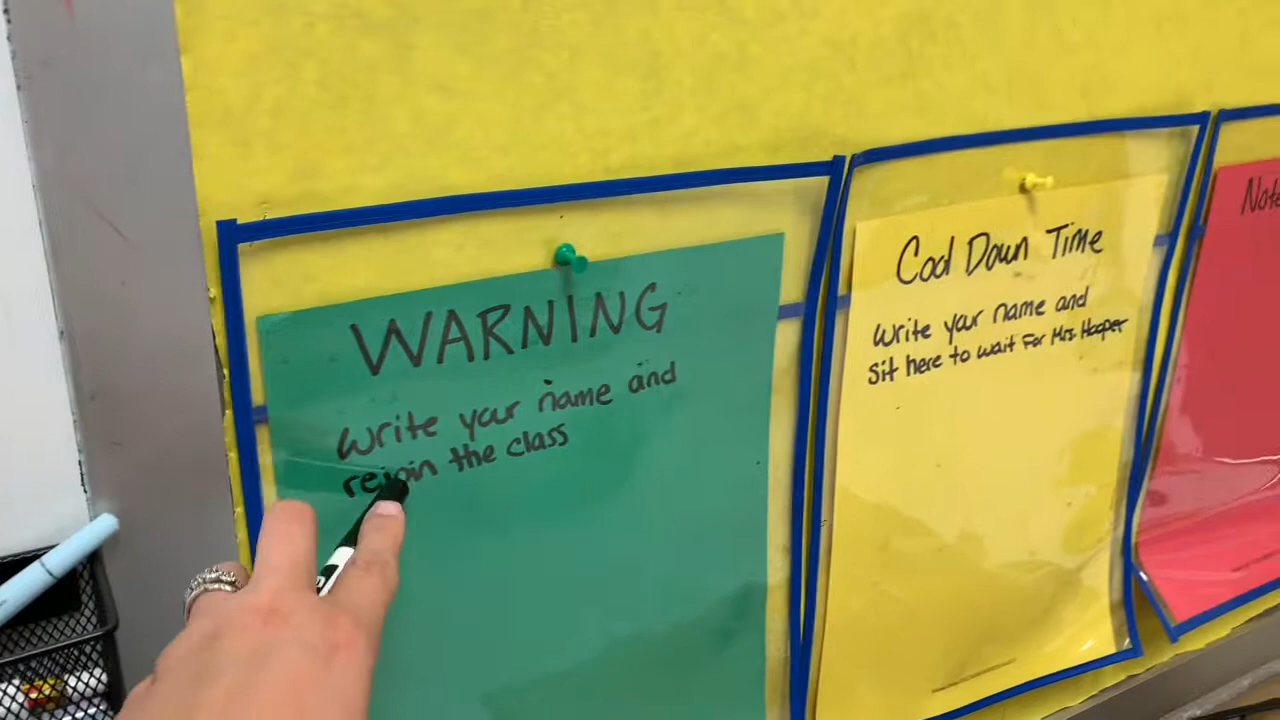 WARNING
write your name and
rejoin the class
Cool Down Time
write your name and
sit here to wait For Mrs. Hooper